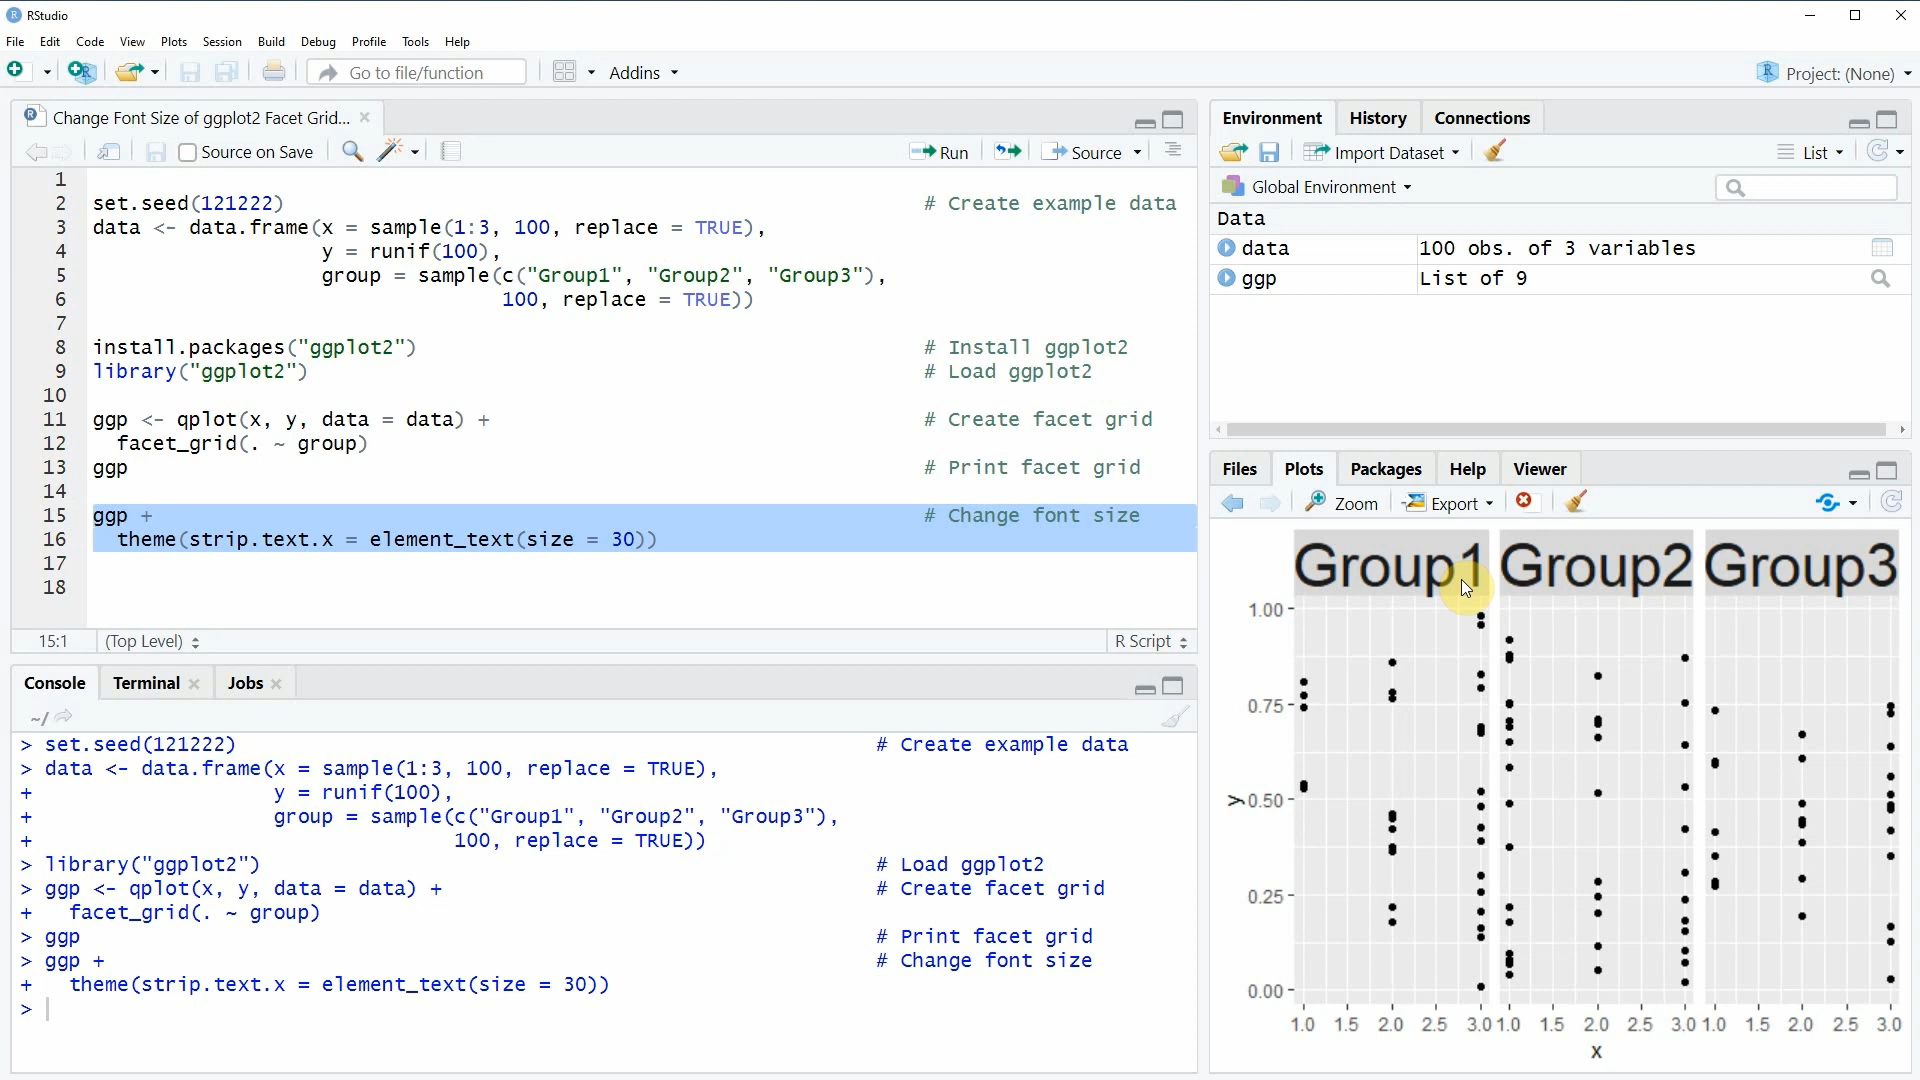 RStudio
File Edit Code View Plots Session Build Debug Profile Tools Help
Go to file/function Addins Project: (None)
Change Font Size of ggplot2 Facet Grid...
Source on Save Run Source
1
2 set.seed(121222) # Create example data
3 data <- data.frame(x = sample(1:3, 100, replace = TRUE),
4 y = runif(100),
5 group = sample(c("Group1", "Group2", "Group3"),
6 100, replace = TRUE))
7
8 install.packages("ggplot2") # Install ggplot2
9 library("ggplot2") # Load ggplot2
10
11 ggp <- qplot(x, y, data = data) + # Create facet grid
12 facet_grid(. ~ group)
13 ggp # Print facet grid
14
15 ggp + # Change font size
16 theme(strip.text.x = element_text(size = 30))
17
18
15:1 (Top Level) R Script
Console Terminal Jobs
~/
> set.seed(121222) # Create example data
> data <- data.frame(x = sample(1:3, 100, replace = TRUE),
+ y = runif(100),
+ group = sample(c("Group1", "Group2", "Group3"),
+ 100, replace = TRUE))
> library("ggplot2") # Load ggplot2
> ggp <- qplot(x, y, data = data) + # Create facet grid
+ facet_grid(. ~ group)
> ggp # Print facet grid
> ggp + # Change font size
+ theme(strip.text.x = element_text(size = 30))
>
Environment History Connections
Import Dataset List
Global Environment
Data
data 100 obs. of 3 variables
ggp List of 9
Files Plots Packages Help Viewer
Zoom Export
Group1 Group2 Group3
1.00
0.75
y 0.50
0.25
0.00
1.0 1.5 2.0 2.5 3.0 1.0 1.5 2.0 2.5 3.0 1.0 1.5 2.0 2.5 3.0
x